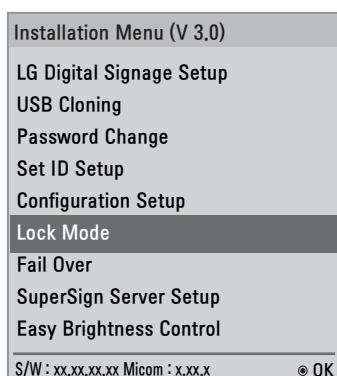 Installation Menu (V 3.0)
LG Digital Signage Setup
USB Cloning
Password Change
Set ID Setup
Configuration Setup
Lock Mode
Fail Over
SuperSign Server Setup
Easy Brightness Control
S/W : xx.xx.xx.xx Micom : x.xx.x ◉ OK